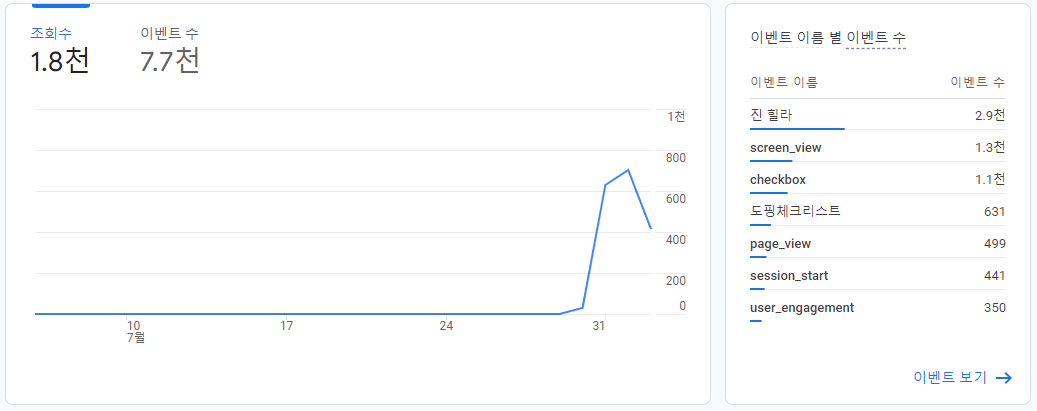 조회수 이벤트 수
1.8천 7.7천
1천
800
600
400
200
0
10 17 24 31
7월
이벤트 이름 별 이벤트 수
이벤트 이름 이벤트 수
진 힐라 2.9천
screen_view 1.3천
checkbox 1.1천
도핑체크리스트 631
page_view 499
session_start 441
user_engagement 350
이벤트 보기